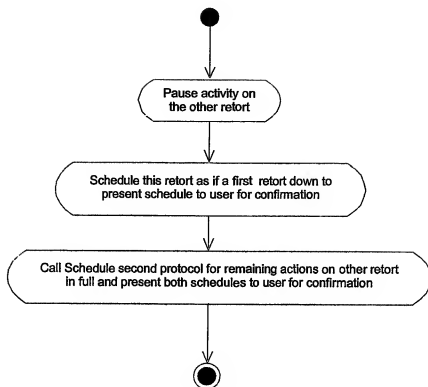 Pause activity on
the other retort
Schedule this retort as if a first retort down to
present schedule to user for confirmation
Call Schedule second protocol for remaining actions on other retort
in full and present both schedules to user for confirmation